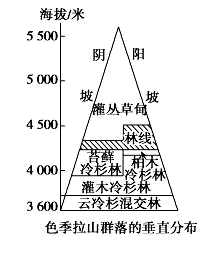 海拔/米
5 500
5 000
4 500
4 000
3 600
阴 阳
坡 坡
灌丛草甸
林线
苔鲜
冷杉林
柏木
冷杉林
灌木冷杉林
云冷杉混交林
色季拉山群落的垂直分布